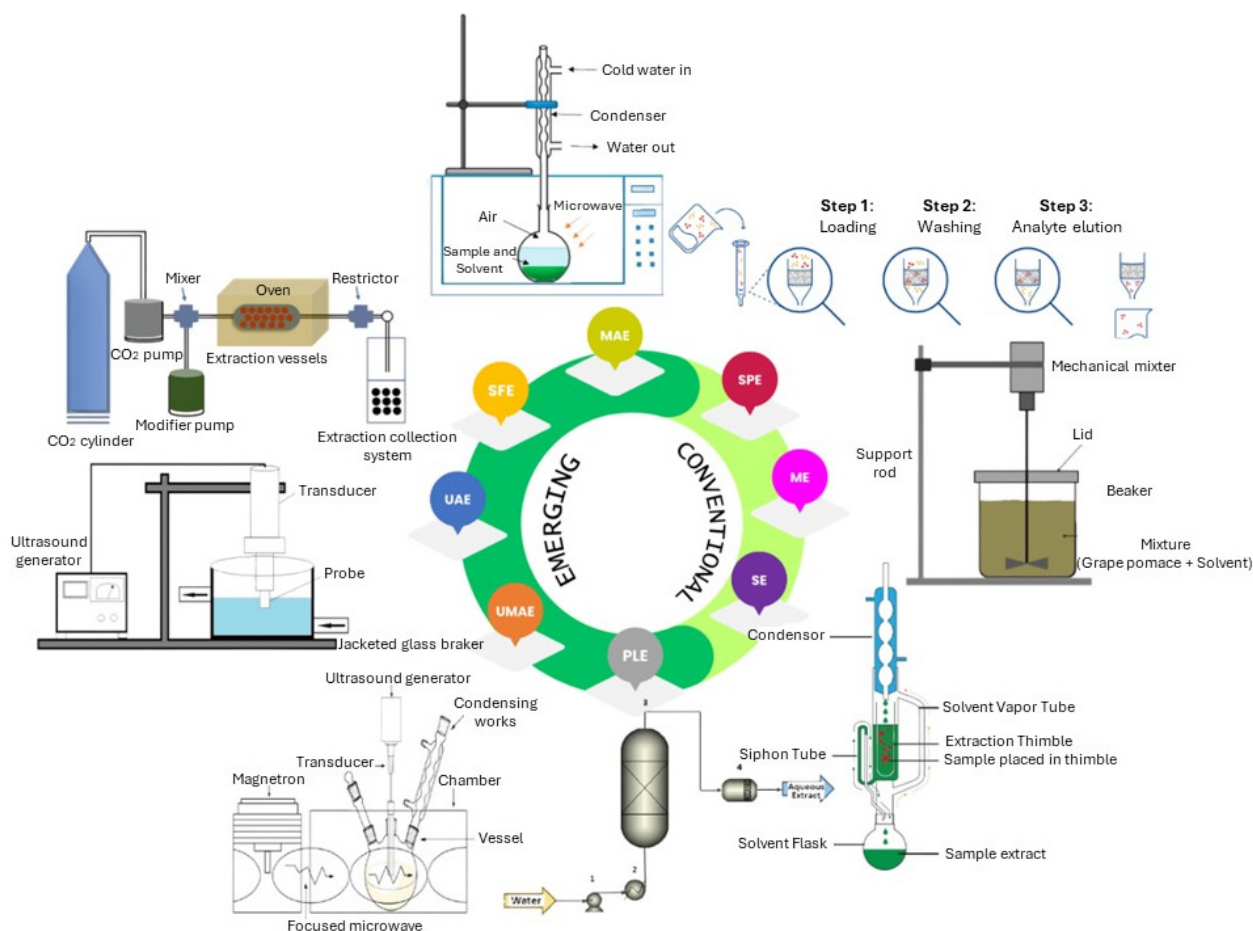 Cold water in
Condenser
Water out
Microwave
Air
Sample and
Solvent
Step 1:
Loading
Step 2:
Washing
Step 3:
Analyte elution
Mixer
Oven
Restrictor
CO2 pump
Extraction vessels
Modifier pump
CO2 cylinder
Extraction collection
system
MAE
SPE
SFE
ME
UAE
SE
UMAE
PLE
EMERGING
CONVENTIONAL
Mechanical mixter
Lid
Support
rod
Beaker
Mixture
(Grape pomace + Solvent)
Transducer
Ultrasound
generator
Probe
Jacketed glass braker
Condensor
Solvent Vapor Tube
Extraction Thimble
Siphon Tube
Sample placed in thimble
Solvent Flask
Sample extract
Ultrasound generator
Condensing
works
Transducer
Magnetron
Chamber
Vessel
Focused microwave
3
4
Aqueous
Extract
1
2
Water